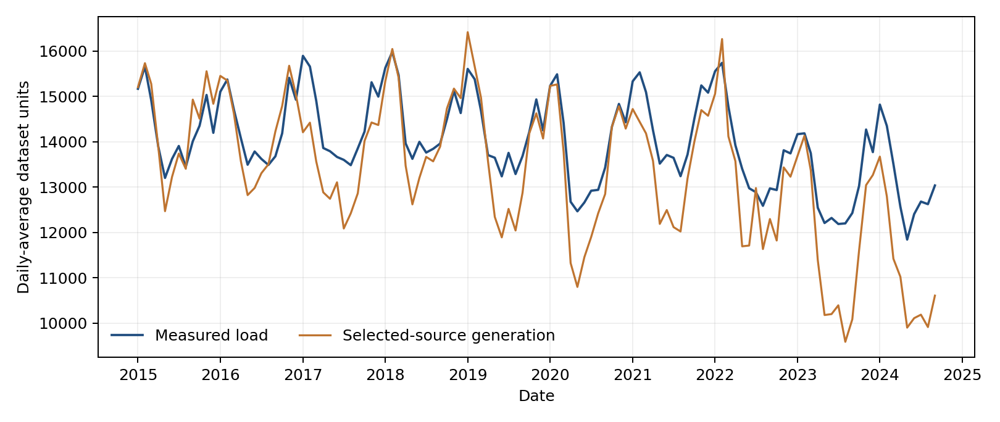 Daily-average dataset units
16000
15000
14000
13000
12000
11000
10000
Measured load
Selected-source generation
2015 2016 2017 2018 2019 2020 2021 2022 2023 2024 2025
Date